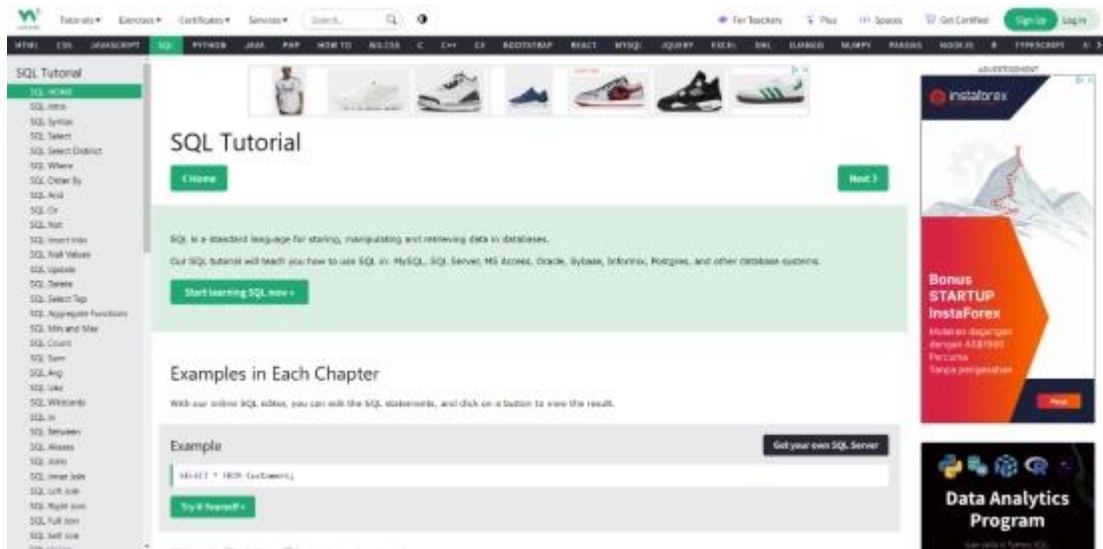 Tutorials Exercises Certificates Services Search... For Teachers Plus Spaces Get Certified Sign Up Log in
HTML CSS JAVASCRIPT SQL PYTHON JAVA PHP HOW TO W3.CSS C C++ C# BOOTSTRAP REACT MYSQL JQUERY EXCEL XML DJANGO NUMPY PANDAS NODEJS R TYPESCRIPT
SQL Tutorial
SQL HOME
SQL Intro
SQL Syntax
SQL Select
SQL Select Distinct
SQL Where
SQL Order By
SQL And
SQL Or
SQL Not
SQL Insert Into
SQL Null Values
SQL Update
SQL Delete
SQL Select Top
SQL Aggregate Functions
SQL Min and Max
SQL Count
SQL Sum
SQL Avg
SQL Like
SQL Wildcards
SQL In
SQL Between
SQL Aliases
SQL Joins
SQL Inner Join
SQL Left Join
SQL Right Join
SQL Full Join
SQL Self Join
SQL Tutorial
❮ Home
Next ❯
SQL is a standard language for storing, manipulating and retrieving data in databases.
Our SQL tutorial will teach you how to use SQL in: MySQL, SQL Server, MS Access, Oracle, Sybase, Informix, Postgres, and other database systems.
Start learning SQL now »
Examples in Each Chapter
With our online SQL editor, you can edit the SQL statements, and click on a button to view the result.
Example
Get your own SQL Server
SELECT * FROM Customers;
Try it Yourself »
ADVERTISEMENT
instaforex
Bonus
STARTUP
InstaForex
Mulakan dagangan
dengan
Percuma
Tanpa pengesahan
Data Analytics
Program